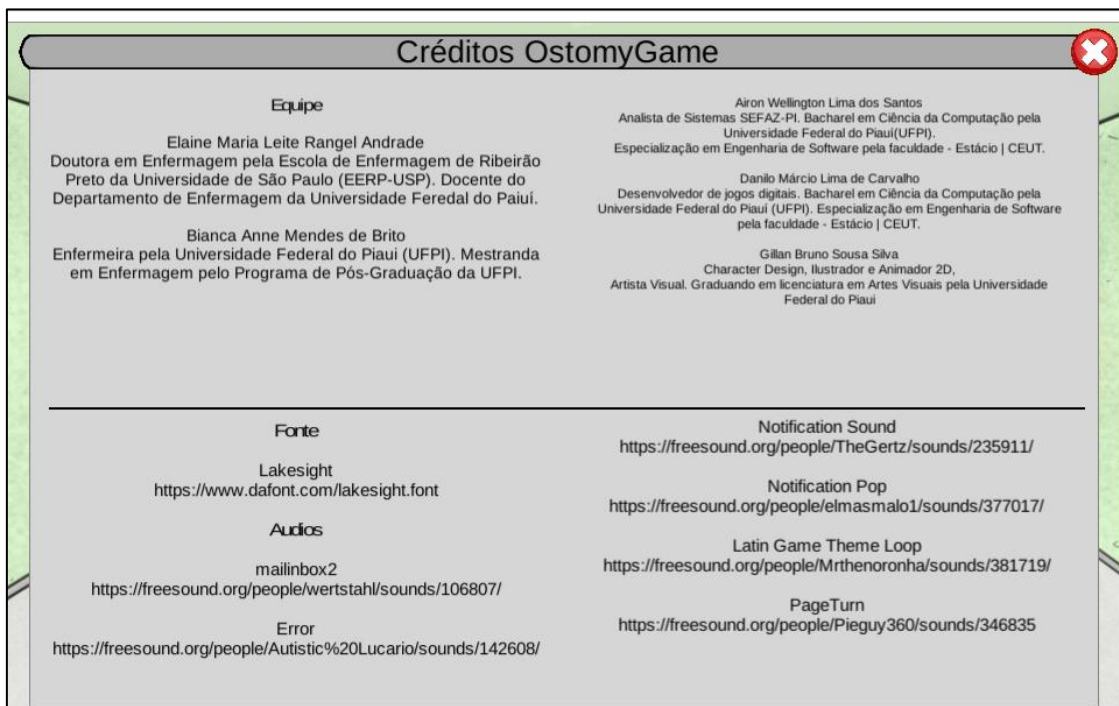 Créditos OstomyGame
Equipe
Elaine Maria Leite Rangel Andrade
Doutora em Enfermagem pela Escola de Enfermagem de Ribeirão
Preto da Universidade de São Paulo (EERP-USP). Docente do
Departamento de Enfermagem da Universidade Feredal do Paiuí.
Bianca Anne Mendes de Brito
Enfermeira pela Universidade Federal do Piaui (UFPI). Mestranda
em Enfermagem pelo Programa de Pós-Graduação da UFPI.
Airon Wellington Lima dos Santos
Analista de Sistemas SEFAZ-PI. Bacharel em Ciência da Computação pela
Universidade Federal do Piauí(UFPI).
Especialização em Engenharia de Software pela faculdade - Estácio | CEUT.
Danilo Márcio Lima de Carvalho
Desenvolvedor de jogos digitais. Bacharel em Ciência da Computação pela
Universidade Federal do Piauí (UFPI). Especialização em Engenharia de Software
pela faculdade - Estácio | CEUT.
Gillan Bruno Sousa Silva
Character Design, Ilustrador e Animador 2D,
Artista Visual. Graduando em licenciatura em Artes Visuais pela Universidade
Federal do Piaui
Fonte
Lakesight
https://www.dafont.com/lakesight.font
Audios
mailinbox2
https://freesound.org/people/wertstahl/sounds/106807/
Error
https://freesound.org/people/Autistic%20Lucario/sounds/142608/
Notification Sound
https://freesound.org/people/TheGertz/sounds/235911/
Notification Pop
https://freesound.org/people/elmasmalo1/sounds/377017/
Latin Game Theme Loop
https://freesound.org/people/Mrthenoronha/sounds/381719/
PageTurn
https://freesound.org/people/Pieguy360/sounds/346835